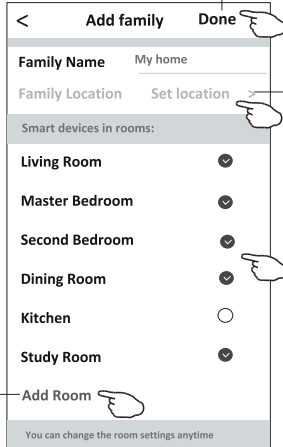 < Add family Done
Family Name My home
Family Location Set location >
Smart devices in rooms:
Living Room
Master Bedroom
Second Bedroom
Dining Room
Kitchen
Study Room
Add Room
You can change the room settings anytime